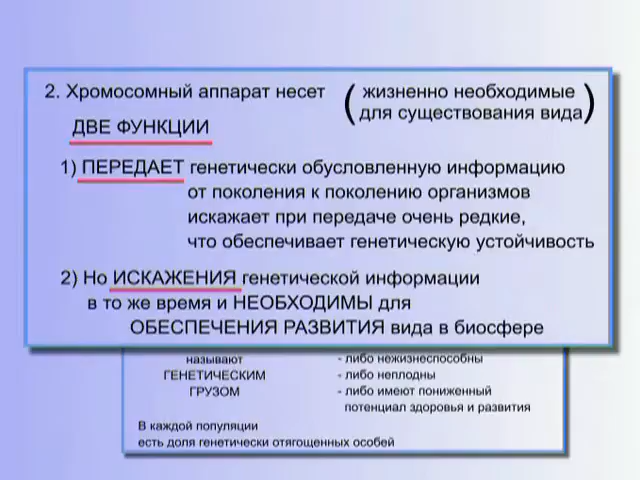 2. Хромосомный аппарат несет
( жизненно необходимые
для существования вида )
ДВЕ ФУНКЦИИ
1) ПЕРЕДАЕТ генетически обусловленную информацию
от поколения к поколению организмов
искажает при передаче очень редкие,
что обеспечивает генетическую устойчивость
2) Но ИСКАЖЕНИЯ генетической информации
в то же время и НЕОБХОДИМЫ для
ОБЕСПЕЧЕНИЯ РАЗВИТИЯ вида в биосфере
называют
ГЕНЕТИЧЕСКИМ
ГРУЗОМ
- либо нежизнеспособны
- либо неплодны
- либо имеют пониженный
потенциал здоровья и развития
В каждой популяции
есть доля генетически отягощенных особей